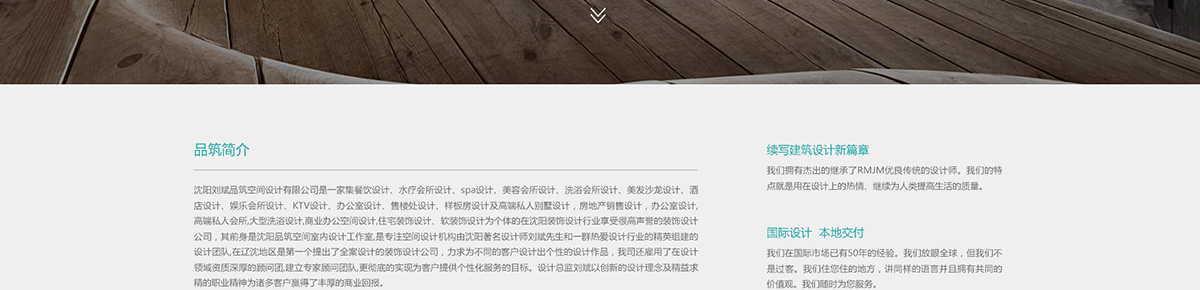 品筑简介
沈阳刘斌品筑空间设计有限公司是一家集餐饮设计、水疗会所设计、spa设计、美容会所设计、洗浴会所设计、美发沙龙设计、酒
店设计、娱乐会所设计、KTV设计、办公室设计、售楼处设计、样板房设计及高端私人别墅设计，房地产销售设计，办公室设计,
高端私人会所,大型洗浴设计,商业办公空间设计,住宅装饰设计、软装饰设计为个体的在沈阳装饰设计行业享受很高声誉的装饰设计
公司，其前身是沈阳品筑空间室内设计工作室,是专注空间设计机构由沈阳著名设计师刘斌先生和一群热爱设计行业的精英组建的
设计团队,在辽沈地区是第一个提出了全案设计的装饰设计公司，力求为不同的客户设计出个性的设计作品，我司还雇用了在设计
领域资质深厚的顾问团,建立专家顾问团队,更彻底的实现为客户提供个性化服务的目标。设计总监刘斌以创新的设计理念及精益求
精的职业精神为诸多客户赢得了丰厚的商业回报。
续写建筑设计新篇章
我们拥有杰出的继承了RMJM优良传统的设计师。我们的特
点就是用在设计上的热情、继续为人类提高生活的质量。
国际设计 本地交付
我们在国际市场已有50年的经验。我们放眼全球，但我们不
是过客。我们住您住的地方，讲同样的语言并且拥有共同的
价值观。我们随时为您服务。